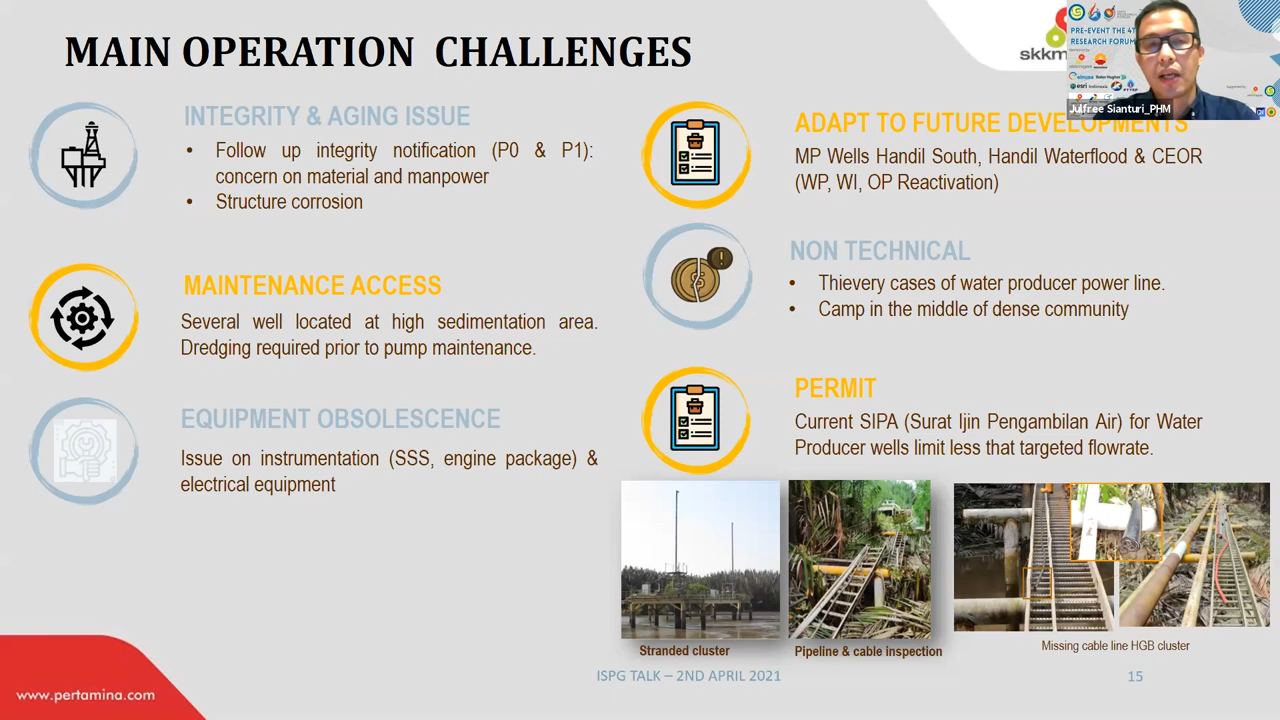 MAIN OPERATION CHALLENGES
INTEGRITY & AGING ISSUE
• Follow up integrity notification (P0 & P1):
concern on material and manpower
• Structure corrosion
MAINTENANCE ACCESS
Several well located at high sedimentation area.
Dredging required prior to pump maintenance.
EQUIPMENT OBSOLESCENCE
Issue on instrumentation (SSS, engine package) &
electrical equipment
skkm
PRE-EVENT THE 4T
RESEARCH FORUM
Julfree Sianturi_PHM
ADAPT TO FUTURE DEVELOPMENTS
MP Wells Handil South, Handil Waterflood & CEOR
(WP, WI, OP Reactivation)
NON TECHNICAL
• Thievery cases of water producer power line.
• Camp in the middle of dense community
PERMIT
Current SIPA (Surat Ijin Pengambilan Air) for Water
Producer wells limit less that targeted flowrate.
Stranded cluster
Pipeline & cable inspection
Missing cable line HGB cluster
www.pertamina.com
ISPG TALK – 2ND APRIL 2021
15